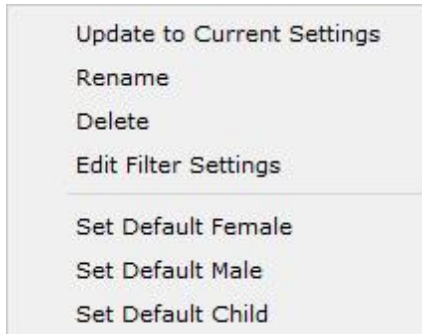 Update to Current Settings
Rename
Delete
Edit Filter Settings
Set Default Female
Set Default Male
Set Default Child